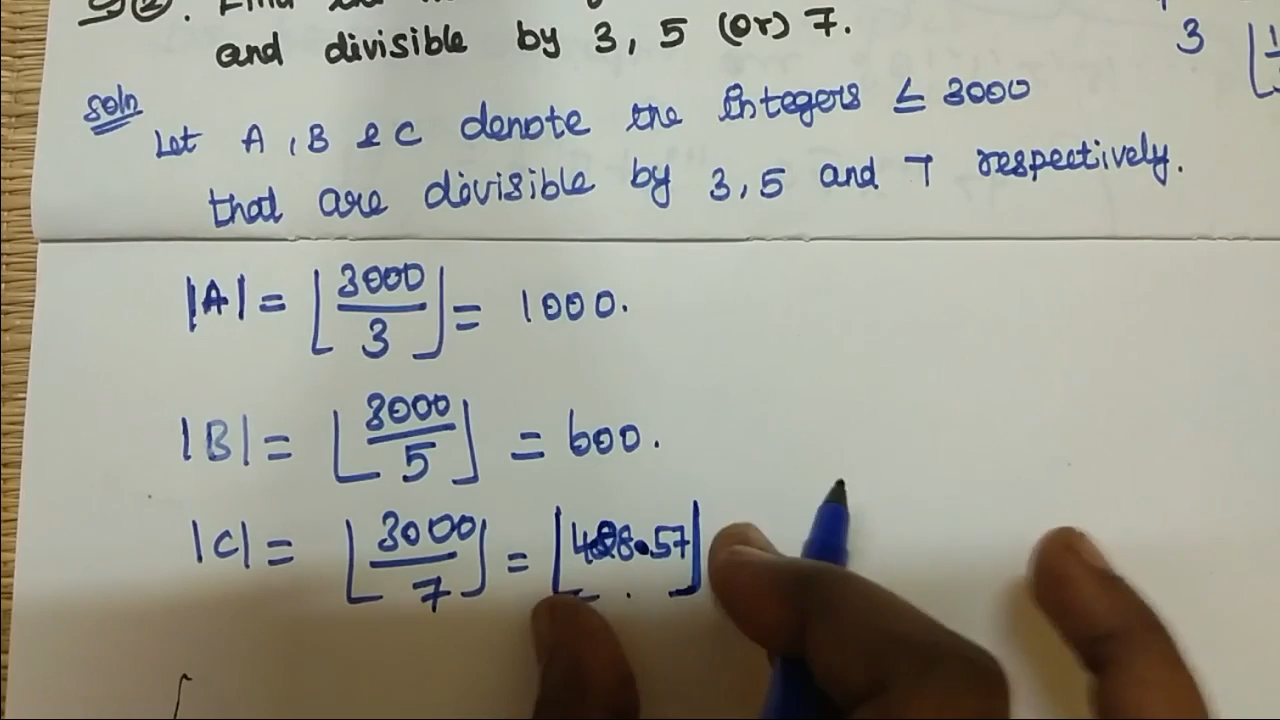 and divisible by 3, 5 (or) 7.
3
soln
Let A, B & C denote the Integers ≤ 3000
that are divisible by 3, 5 and 7 respectively.
|A| = ⌊3000/3⌋ = 1000.
|B| = ⌊3000/5⌋ = 600.
|C| = ⌊3000/7⌋ = ⌊428.57⌋